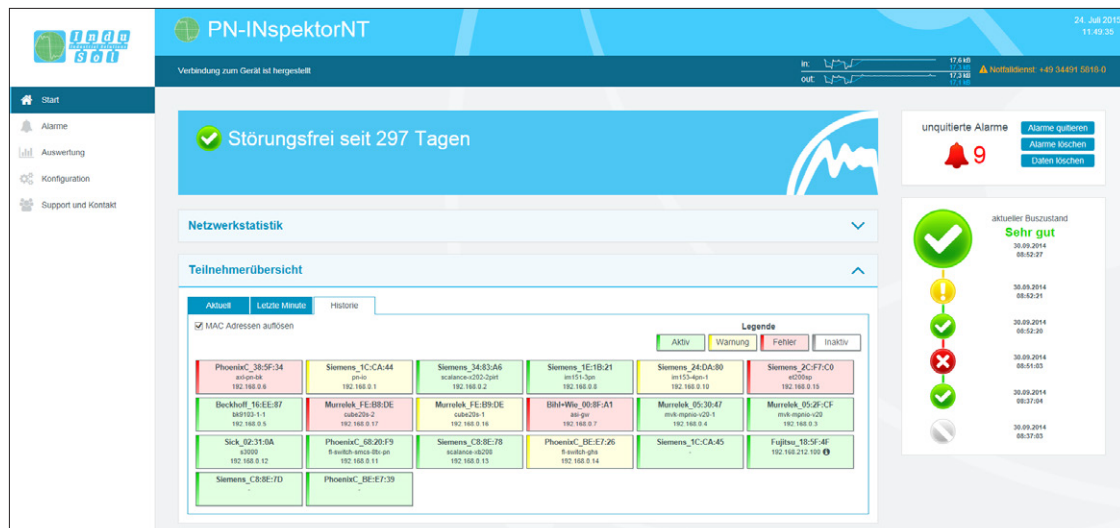 Indu
Industrial Solutions
Sol
PN-INspektorNT
24. Juli 2015
11:49:35
Verbindung zum Gerät ist hergestellt
in:
17,6 kB
out:
17,3 kB
Notfalldienst: +49 34491 5818-0
Start
Alarme
Auswertung
Konfiguration
Support und Kontakt
Störungsfrei seit 297 Tagen
unquitierte Alarme
9
Alarme quitieren
Alarme löschen
Daten löschen
Netzwerkstatistik
Teilnehmerübersicht
Aktuell
Letzte Minute
Historie
MAC Adressen auflösen
Legende
Aktiv
Warnung
Fehler
Inaktiv
PhoenixC_38:5F:34
axl-pn-bk
192.168.0.6
Siemens_1C:CA:44
pn-io
192.168.0.1
Siemens_34:83:A6
scalance-x202-2pirt
192.168.0.2
Siemens_1E:1B:21
im151-3pn
192.168.0.8
Siemens_24:DA:80
im153-4pn-1
192.168.0.10
Siemens_2C:F7:C0
et200sp
192.168.0.15
Beckhoff_16:EE:87
bk9103-1-1
192.168.0.5
Murrelek_FE:B8:DE
cube20s-2
192.168.0.17
Murrelek_FE:B9:DE
cube20s-1
192.168.0.16
Bihl+Wie_00:8F:A1
asi-gw
192.168.0.7
Murrelek_05:30:47
mvk-mpnio-v20-1
192.168.0.4
Murrelek_05:2F:CF
mvk-mpnio-v20
192.168.0.3
Sick_02:31:0A
s3000
192.168.0.12
PhoenixC_68:20:F9
fl-switch-smcs-8tx-pn
192.168.0.11
Siemens_C8:8E:78
scalance-xb208
192.168.0.13
PhoenixC_BE:E7:26
fl-switch-ghs
192.168.0.14
Siemens_1C:CA:45
-
Fujitsu_18:5F:4F
192.168.212.100
Siemens_C8:8E:7D
-
PhoenixC_BE:E7:39
-
aktueller Buszustand
Sehr gut
30.09.2014
08:52:27
30.09.2014
08:52:21
30.09.2014
08:52:20
30.09.2014
08:51:03
30.09.2014
08:37:04
30.09.2014
08:37:03